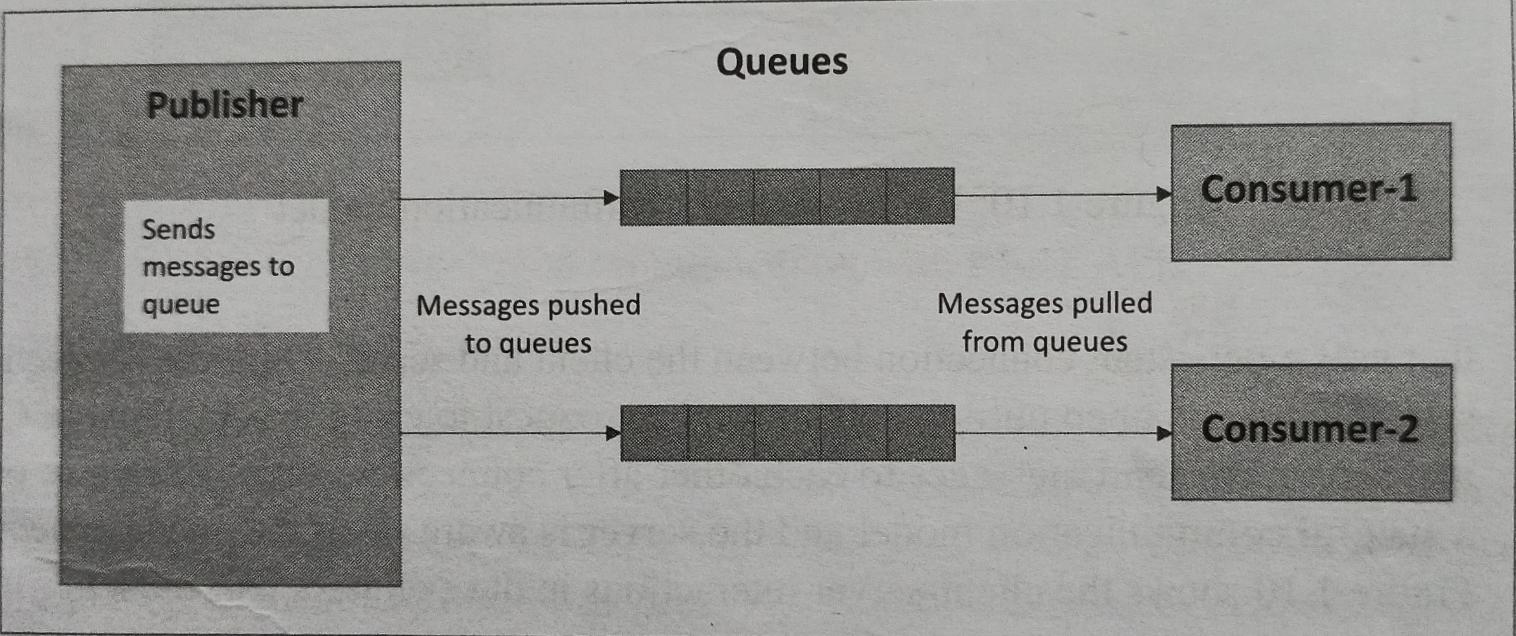 Queues
Publisher
Sends
messages to
queue
Messages pushed
to queues
Messages pulled
from queues
Consumer-1
Consumer-2